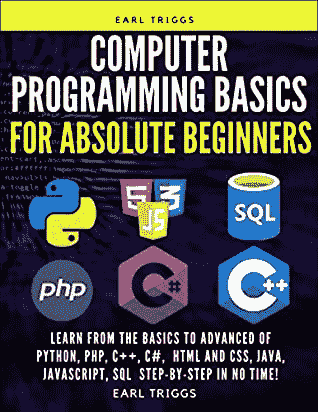 EARL TRIGGS
COMPUTER
PROGRAMMING BASICS
FOR ABSOLUTE BEGINNERS
5 3
JS
SQL
php
C#
C++
LEARN FROM THE BASICS TO ADVANCED OF
PYTHON, PHP, C++, C#, HTML AND CSS, JAVA,
JAVASCRIPT, SQL STEP-BY-STEP IN NO TIME!
EARL TRIGGS